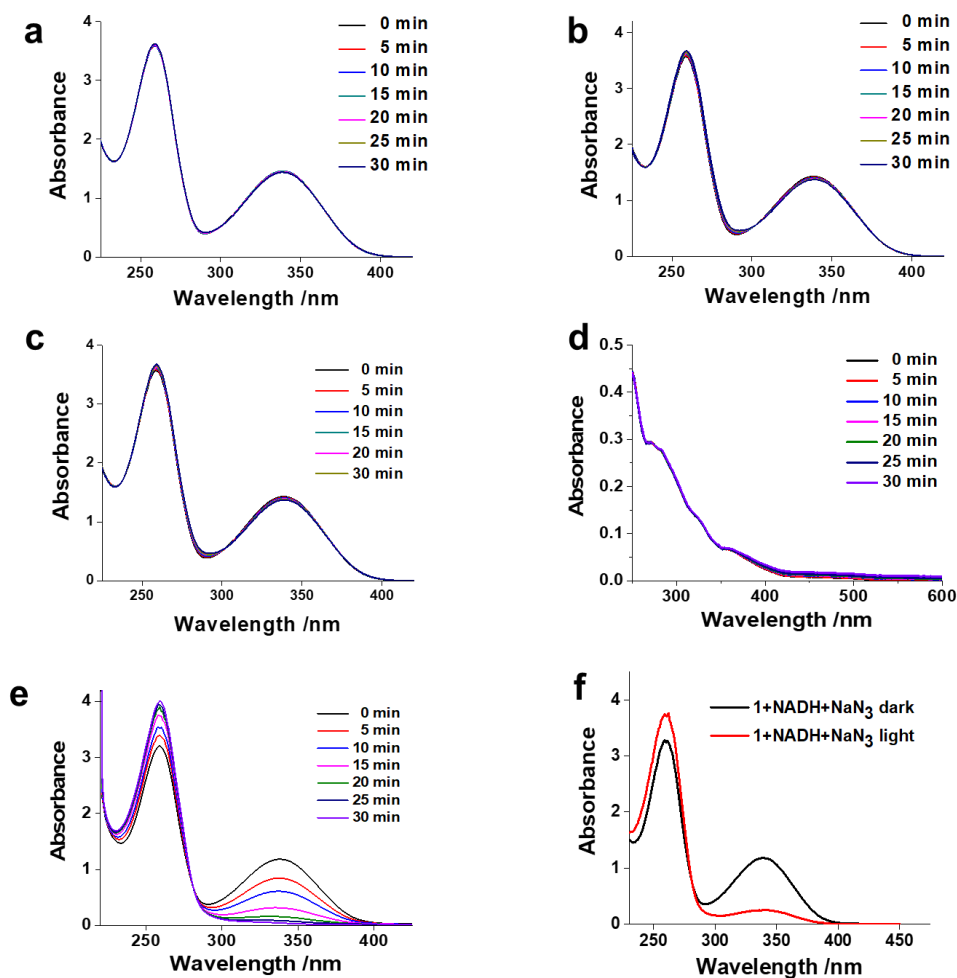 a
4
3
2
1
0
250 300 350 400
Absorbance
Wavelength /nm
0 min
5 min
10 min
15 min
20 min
25 min
30 min
b
4
3
2
1
0
250 300 350 400
Absorbance
Wavelength /nm
0 min
5 min
10 min
15 min
20 min
25 min
30 min
c
4
3
2
1
0
250 300 350 400
Absorbance
Wavelength /nm
0 min
5 min
10 min
15 min
20 min
30 min
d
0.5
0.4
0.3
0.2
0.1
0.0
300 400 500 600
Absorbance
Wavelength /nm
0 min
5 min
10 min
15 min
20 min
25 min
30 min
e
4
3
2
1
0
250 300 350 400
Absorbance
Wavelength /nm
0 min
5 min
10 min
15 min
20 min
25 min
30 min
f
4
3
2
1
0
250 300 350 400 450
Absorbance
Wavelength /nm
1+NADH+NaN₃ dark
1+NADH+NaN₃ light